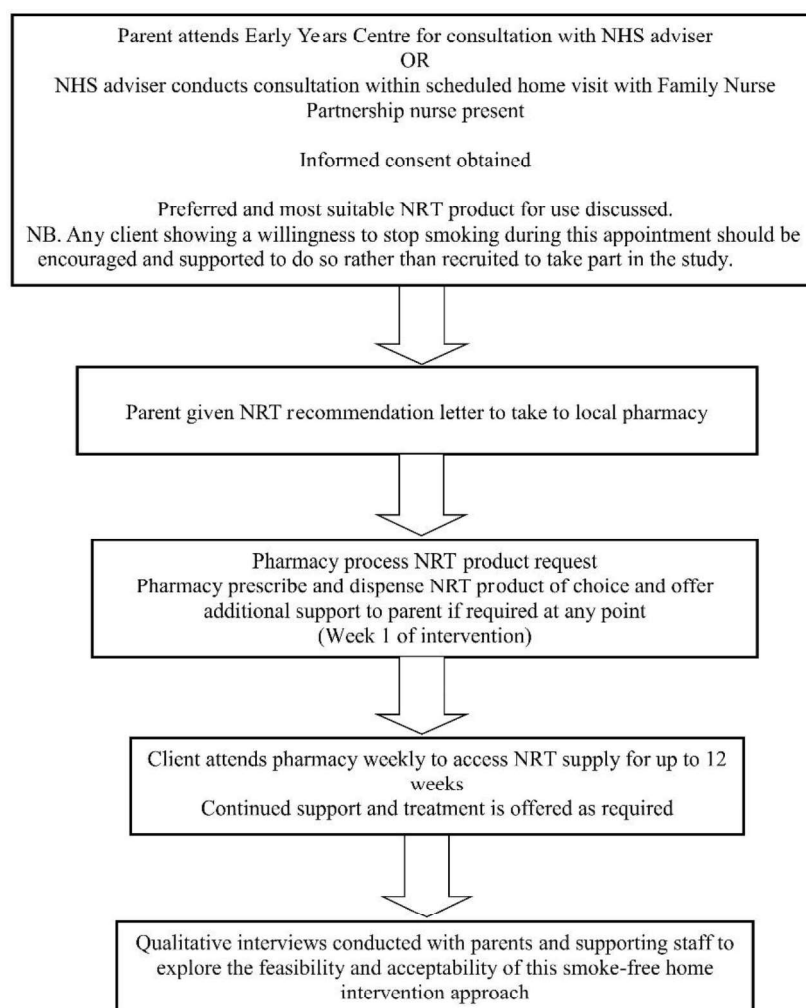 Parent attends Early Years Centre for consultation with NHS adviser
OR
NHS adviser conducts consultation within scheduled home visit with Family Nurse
Partnership nurse present
Informed consent obtained
Preferred and most suitable NRT product for use discussed.
NB. Any client showing a willingness to stop smoking during this appointment should be
encouraged and supported to do so rather than recruited to take part in the study.
Parent given NRT recommendation letter to take to local pharmacy
Pharmacy process NRT product request
Pharmacy prescribe and dispense NRT product of choice and offer
additional support to parent if required at any point
(Week 1 of intervention)
Client attends pharmacy weekly to access NRT supply for up to 12
weeks
Continued support and treatment is offered as required
Qualitative interviews conducted with parents and supporting staff to
explore the feasibility and acceptability of this smoke-free home
intervention approach